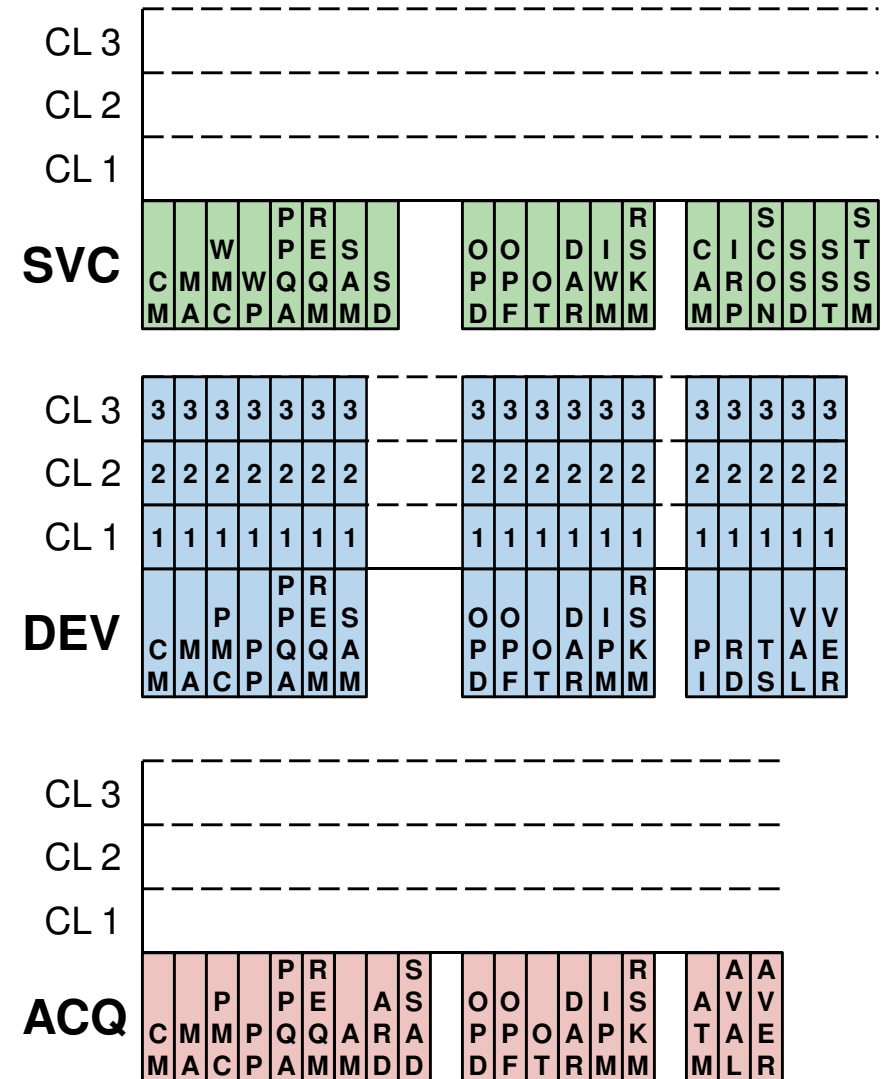 CL 3
CL 2
CL 1
SVC
CM MA WMC WP PPQA REQM SAM SD OPD OPF OT DAR IWM RSKM CAM IRP SCON SSD SST STSM
CL 3 3 3 3 3 3 3 3 3 3 3 3 3 3 3 3 3 3 3
CL 2 2 2 2 2 2 2 2 2 2 2 2 2 2 2 2 2 2 2
CL 1 1 1 1 1 1 1 1 1 1 1 1 1 1 1 1 1 1 1
DEV
CM MA PMC PP PPQA REQM SAM OPD OPF OT DAR IPM RSKM PI RD TS VAL VER
CL 3
CL 2
CL 1
ACQ
CM MA PMC PP PPQA REQM AM ARD SSAD OPD OPF OT DAR IPM RSKM ATM AVAL AVER